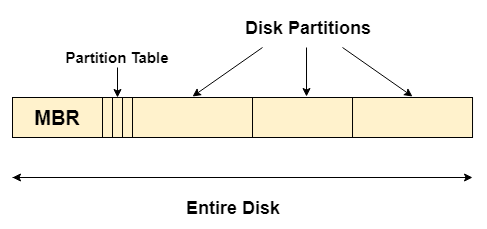 Disk Partitions
Partition Table
MBR
Entire Disk